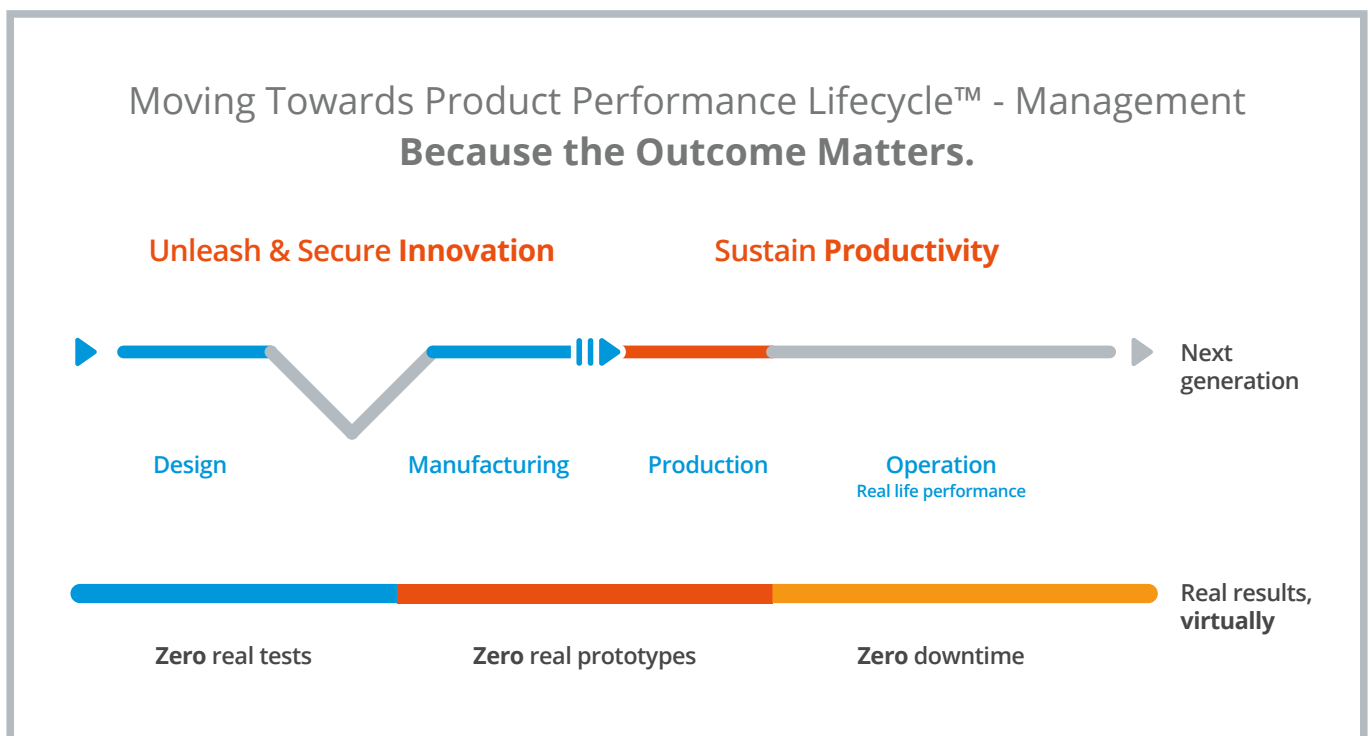 Moving Towards Product Performance Lifecycle™ - Management
Because the Outcome Matters.
Unleash & Secure Innovation
Sustain Productivity
Next
generation
Design
Manufacturing
Production
Operation
Real life performance
Real results,
virtually
Zero real tests
Zero real prototypes
Zero downtime